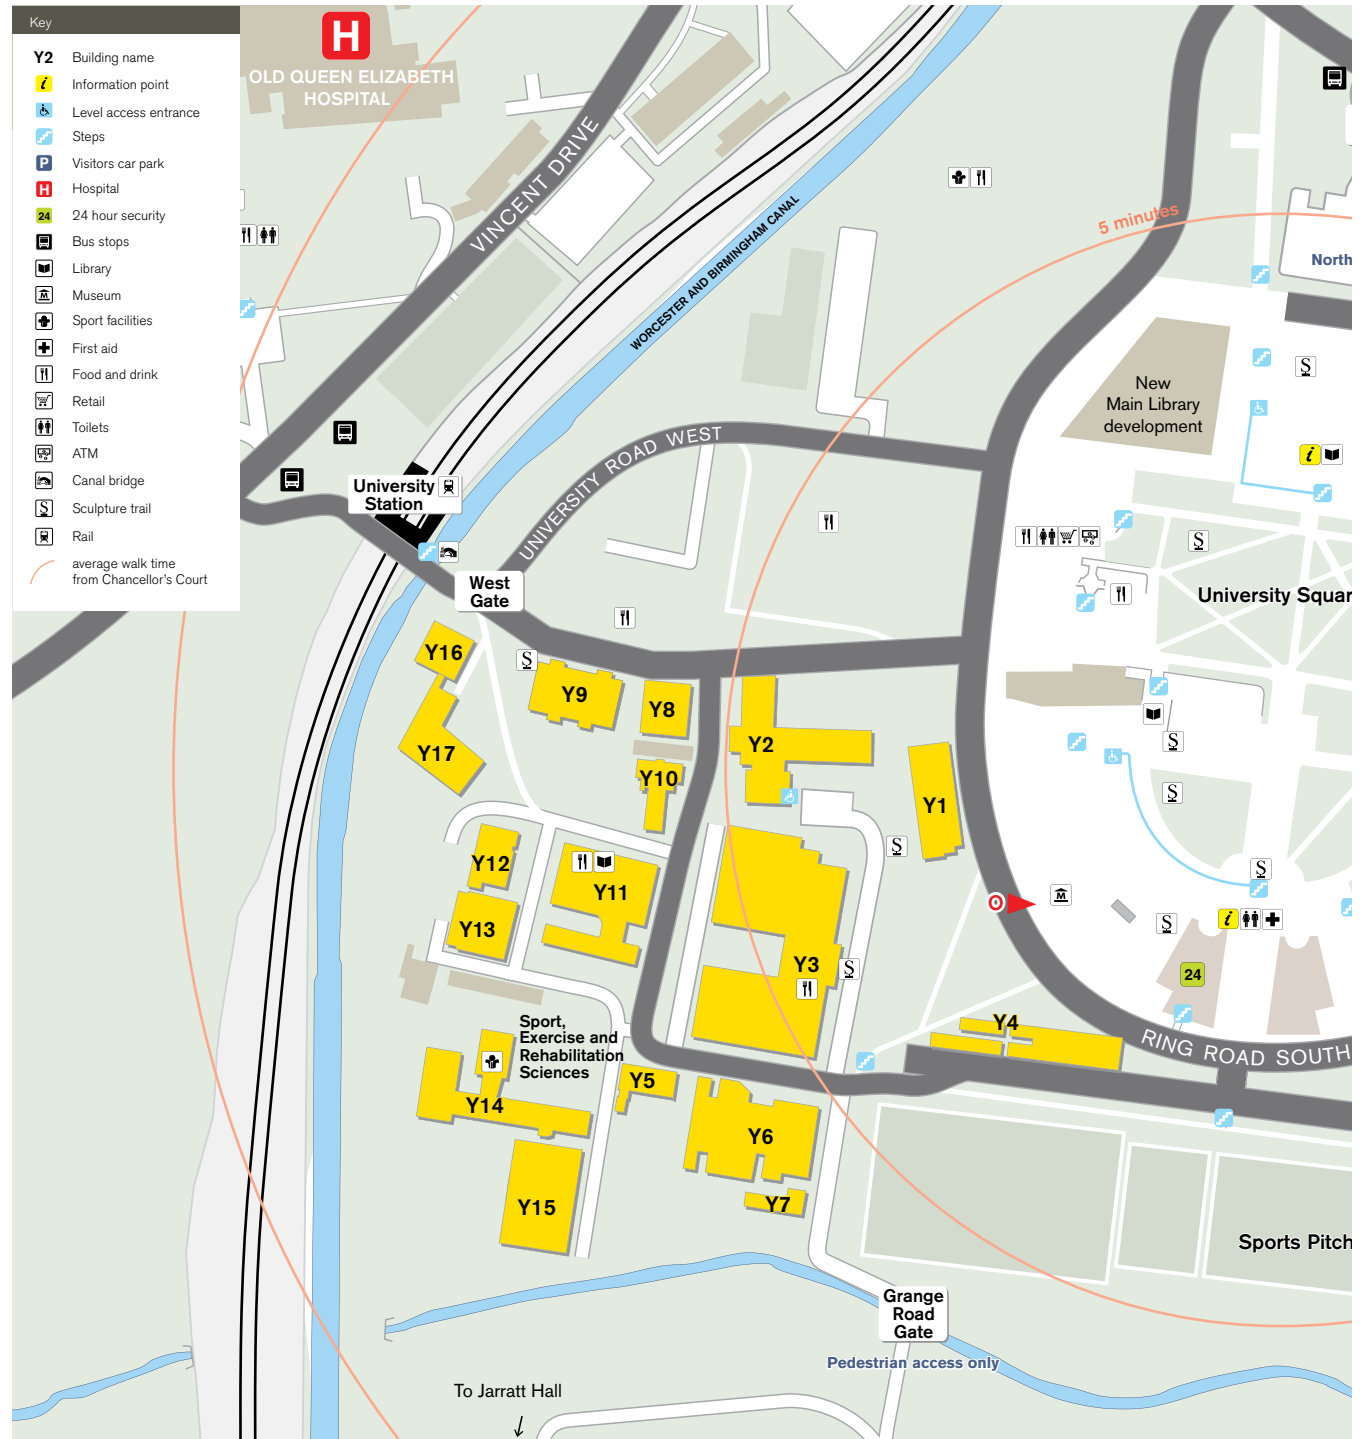 Key
Y2 Building name
i Information point
Level access entrance
Steps
P Visitors car park
H Hospital
24 24 hour security
Bus stops
Library
M Museum
Sport facilities
First aid
Food and drink
Retail
Toilets
ATM
Canal bridge
S Sculpture trail
Rail
average walk time
from Chancellor's Court
H
OLD QUEEN ELIZABETH
HOSPITAL
VINCENT DRIVE
WORCESTER AND BIRMINGHAM CANAL
5 minutes
North
New
Main Library
development
i
S
University
Station
UNIVERSITY ROAD WEST
West
Gate
S
University Squar
Y16
S
Y9
Y8
Y17
Y10
Y2
Y1
S
S
Y12
Y11
Y13
S
O
M
S
S
i
24
Y3
S
Y4
RING ROAD SOUTH
Sport,
Exercise and
Rehabilitation
Sciences
Y14
Y5
Y6
Y7
Y15
Sports Pitch
Grange
Road
Gate
Pedestrian access only
To Jarratt Hall